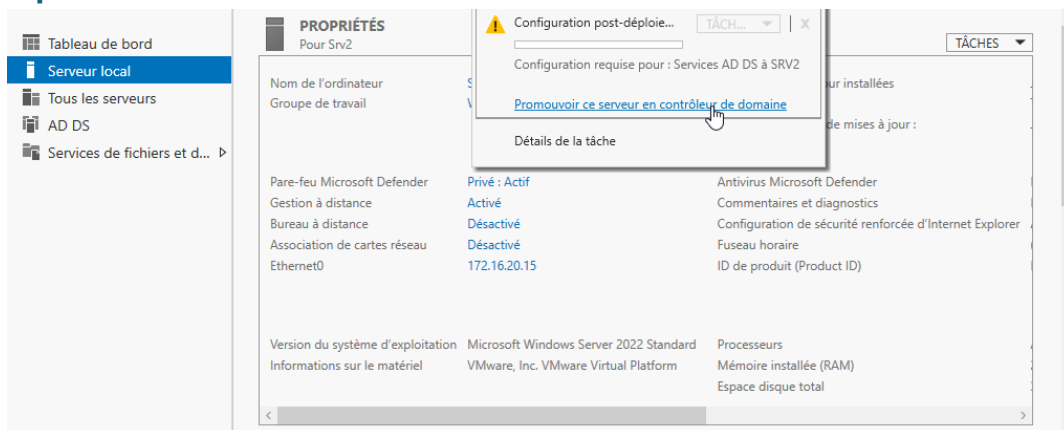 Tableau de bord
Serveur local
Tous les serveurs
AD DS
Services de fichiers et d...
PROPRIÉTÉS
Pour Srv2
TÂCHES
Configuration post-déploie...
TÂCH...
X
Configuration requise pour : Services AD DS à SRV2
Promouvoir ce serveur en contrôleur de domaine
Détails de la tâche
Nom de l'ordinateur
Groupe de travail
installées
de mises à jour :
Pare-feu Microsoft Defender Privé : Actif
Gestion à distance Activé
Bureau à distance Désactivé
Association de cartes réseau Désactivé
Ethernet0 172.16.20.15
Antivirus Microsoft Defender
Commentaires et diagnostics
Configuration de sécurité renforcée d'Internet Explorer
Fuseau horaire
ID de produit (Product ID)
Version du système d'exploitation Microsoft Windows Server 2022 Standard
Informations sur le matériel VMware, Inc. VMware Virtual Platform
Processeurs
Mémoire installée (RAM)
Espace disque total